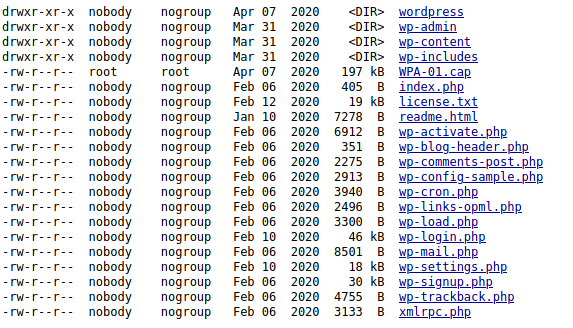 drwxr-xr-x nobody nogroup Apr 07 2020 <DIR> wordpress
drwxr-xr-x nobody nogroup Mar 31 2020 <DIR> wp-admin
drwxr-xr-x nobody nogroup Mar 31 2020 <DIR> wp-content
drwxr-xr-x nobody nogroup Mar 31 2020 <DIR> wp-includes
-rw-r--r-- root root Apr 07 2020 197 kB WPA-01.cap
-rw-r--r-- nobody nogroup Feb 06 2020 405 B index.php
-rw-r--r-- nobody nogroup Feb 12 2020 19 kB license.txt
-rw-r--r-- nobody nogroup Jan 10 2020 7278 B readme.html
-rw-r--r-- nobody nogroup Feb 06 2020 6912 B wp-activate.php
-rw-r--r-- nobody nogroup Feb 06 2020 351 B wp-blog-header.php
-rw-r--r-- nobody nogroup Feb 06 2020 2275 B wp-comments-post.php
-rw-r--r-- nobody nogroup Feb 06 2020 2913 B wp-config-sample.php
-rw-r--r-- nobody nogroup Feb 06 2020 3940 B wp-cron.php
-rw-r--r-- nobody nogroup Feb 06 2020 2496 B wp-links-opml.php
-rw-r--r-- nobody nogroup Feb 06 2020 3300 B wp-load.php
-rw-r--r-- nobody nogroup Feb 10 2020 46 kB wp-login.php
-rw-r--r-- nobody nogroup Feb 06 2020 8501 B wp-mail.php
-rw-r--r-- nobody nogroup Feb 10 2020 18 kB wp-settings.php
-rw-r--r-- nobody nogroup Feb 06 2020 30 kB wp-signup.php
-rw-r--r-- nobody nogroup Feb 06 2020 4755 B wp-trackback.php
-rw-r--r-- nobody nogroup Feb 06 2020 3133 B xmlrpc.php